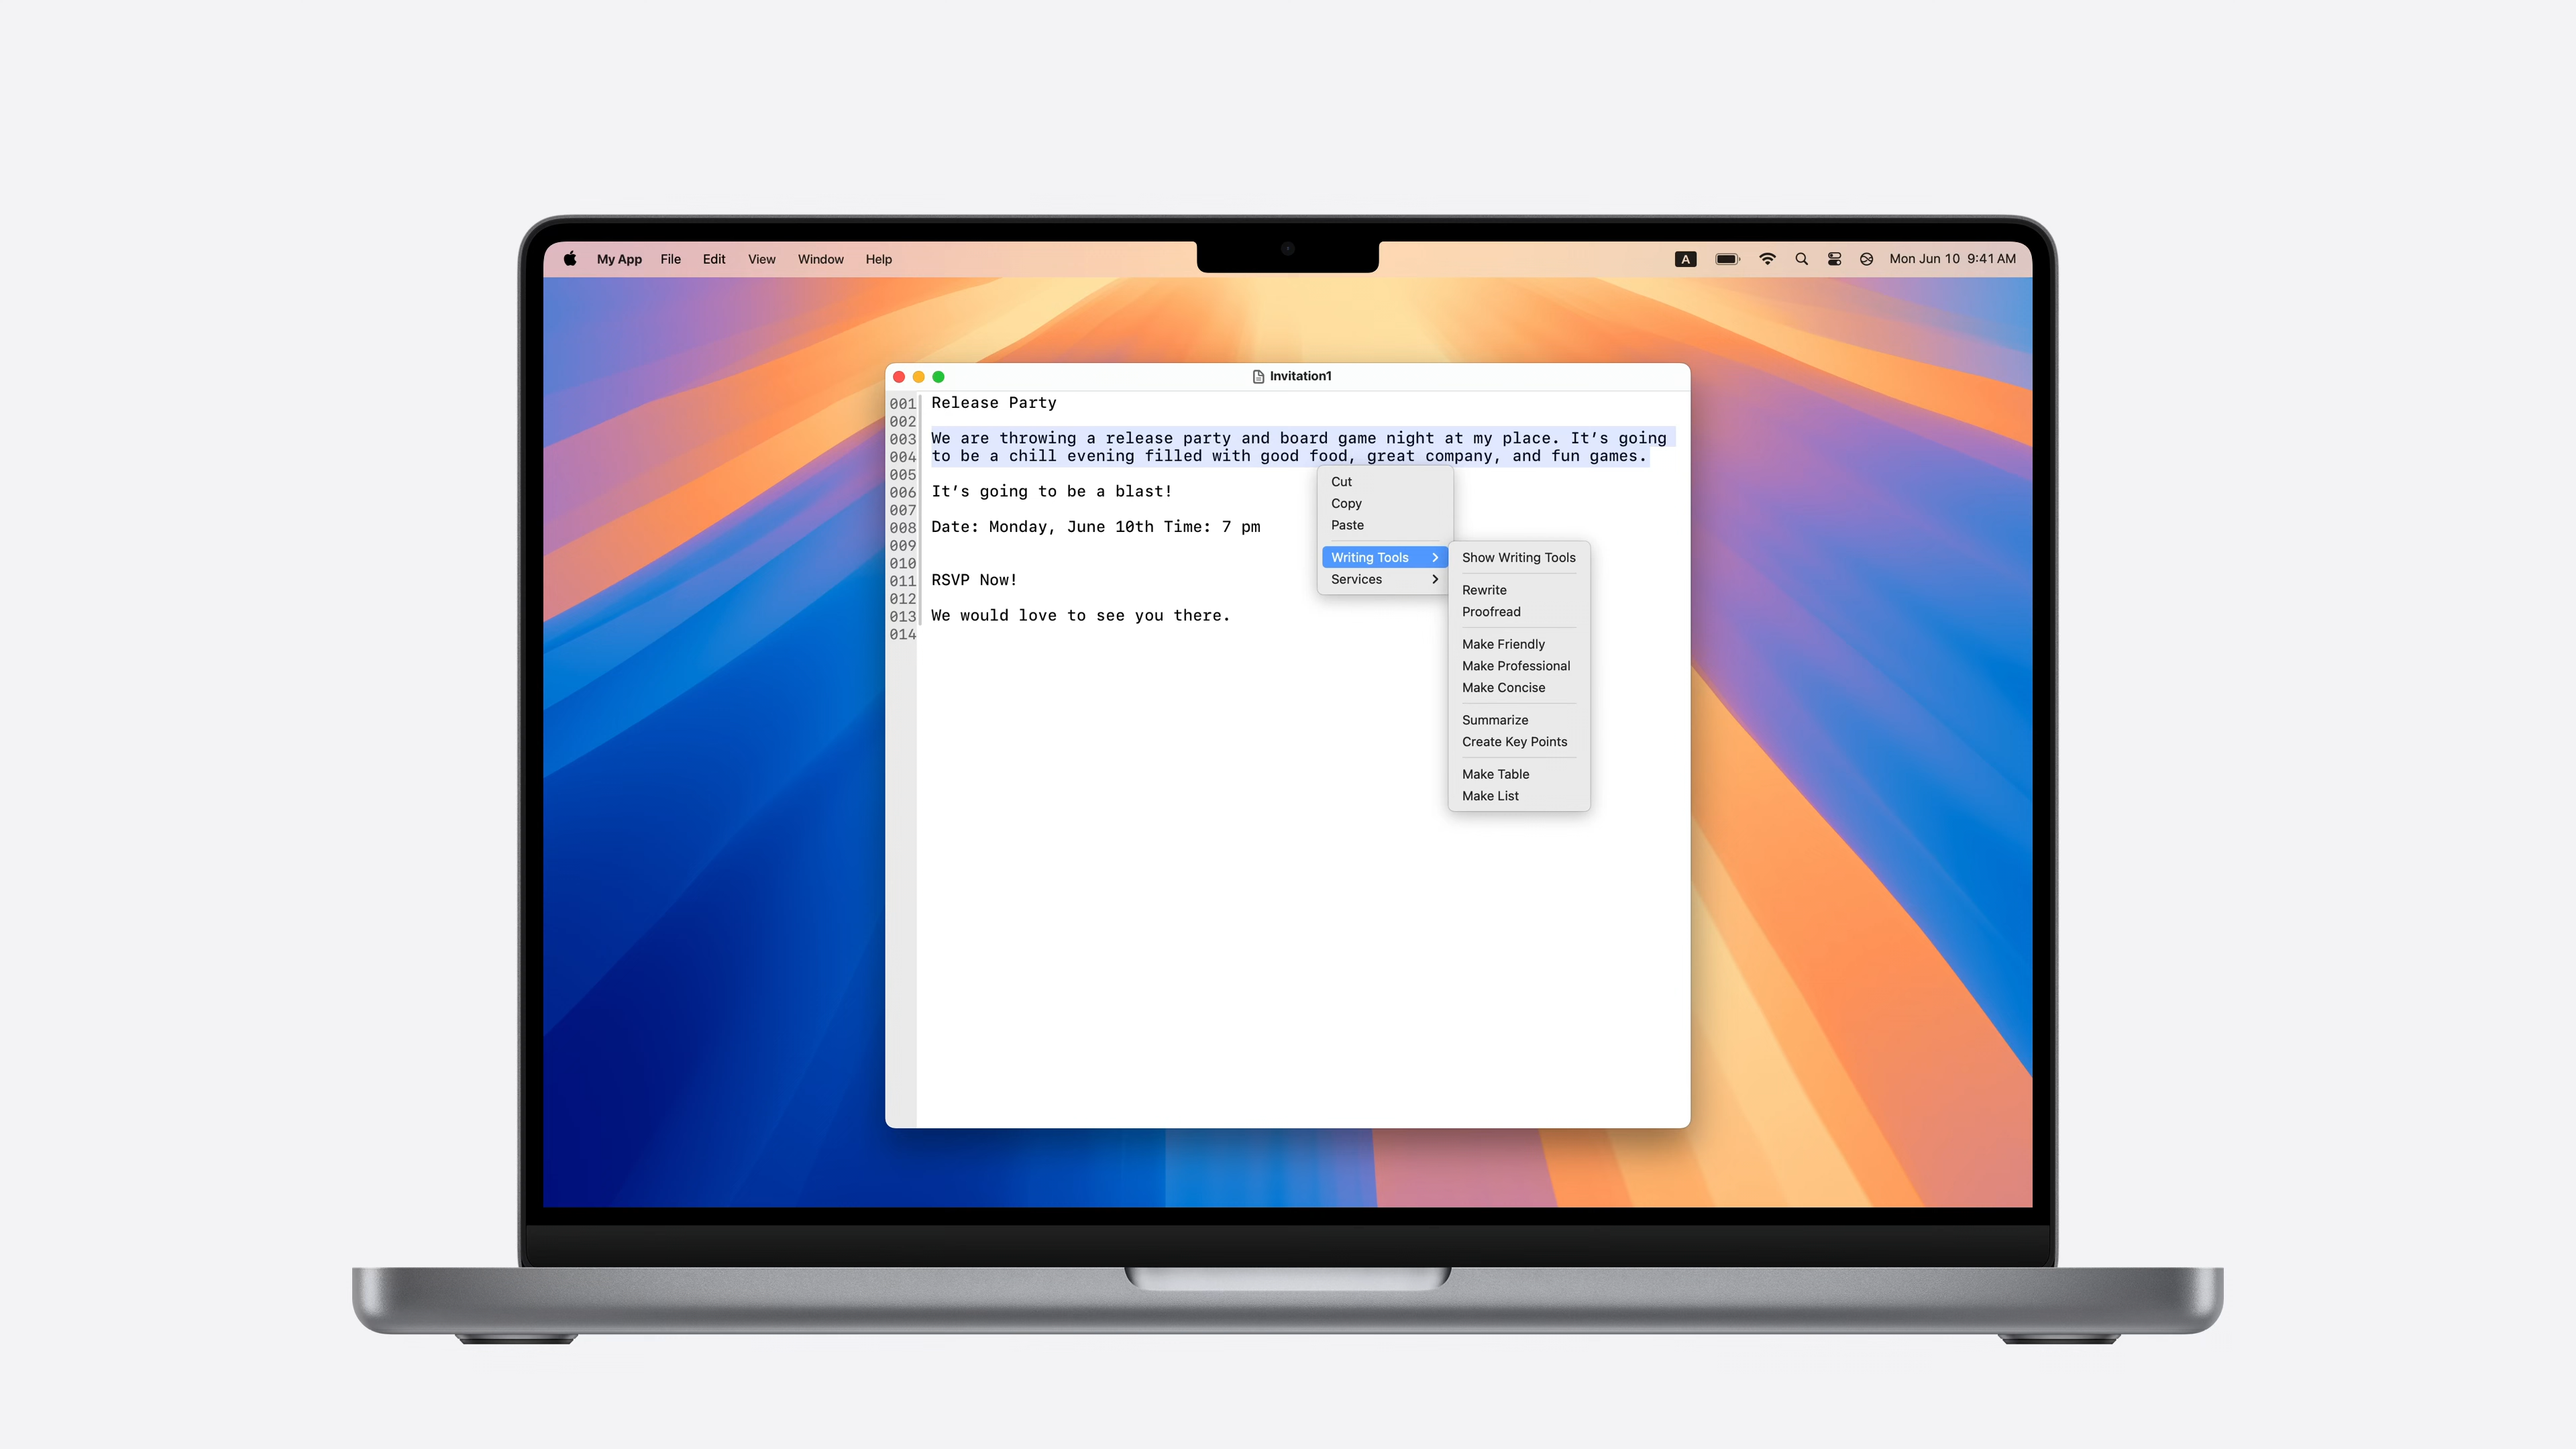 My App File Edit View Window Help A Mon Jun 10 9:41 AM
Invitation1
001 Release Party
002
003 We are throwing a release party and board game night at my place. It’s going
004 to be a chill evening filled with good food, great company, and fun games.
005
006 It’s going to be a blast!
007
008 Date: Monday, June 10th Time: 7 pm
009
010
011 RSVP Now!
012
013 We would love to see you there.
014
Cut
Copy
Paste
Writing Tools
Services
Show Writing Tools
Rewrite
Proofread
Make Friendly
Make Professional
Make Concise
Summarize
Create Key Points
Make Table
Make List